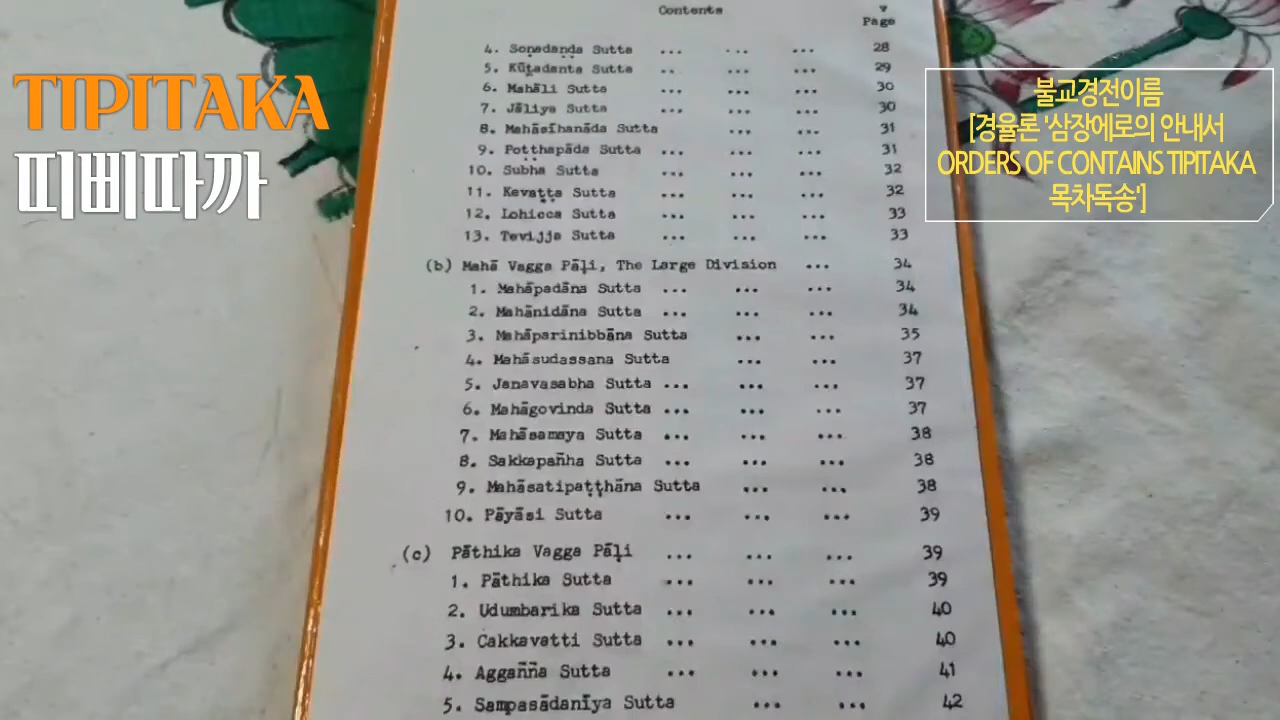 TIPITAKA
띠삐따까
불교경전이름
[경율론 '삼장에로의 안내서
ORDERS OF CONTAINS TIPITAKA
목차독송']
Contents
v
Page
4. Soṇadaṇḍa Sutta ... ... ... 28
5. Kūṭadanta Sutta .. ... ... 29
6. Mahāli Sutta ... ... ... 30
7. Jāliya Sutta ... ... ... 30
8. Mahāsīhanāda Sutta ... ... 31
9. Poṭṭhapāda Sutta ... ... ... 31
10. Subha Sutta ... ... ... 32
11. Kevaṭṭa Sutta ... ... ... 32
12. Lohicca Sutta ... ... ... 33
13. Tevijja Sutta ... ... ... 33
(b) Mahā Vagga Pāḷi, The Large Division ... 34
1. Mahāpadāna Sutta ... ... ... 34
2. Mahānidāna Sutta ... ... ... 34
3. Mahāparinibbāna Sutta ... ... 35
4. Mahāsudassana Sutta ... ... 37
5. Janavasabha Sutta ... ... ... 37
6. Mahāgovinda Sutta ... ... ... 37
7. Mahāsamaya Sutta ... ... ... 38
8. Sakkapañha Sutta ... ... ... 38
9. Mahāsatipaṭṭhāna Sutta ... ... 38
10. Pāyāsi Sutta ... ... ... 39
(c) Pāthika Vagga Pāḷi ... ... ... 39
1. Pāthika Sutta ... ... ... 39
2. Udumbarika Sutta ... ... ... 40
3. Cakkavatti Sutta ... ... ... 40
4. Aggañña Sutta ... ... ... 41
5. Sampasādanīya Sutta ... ... 42